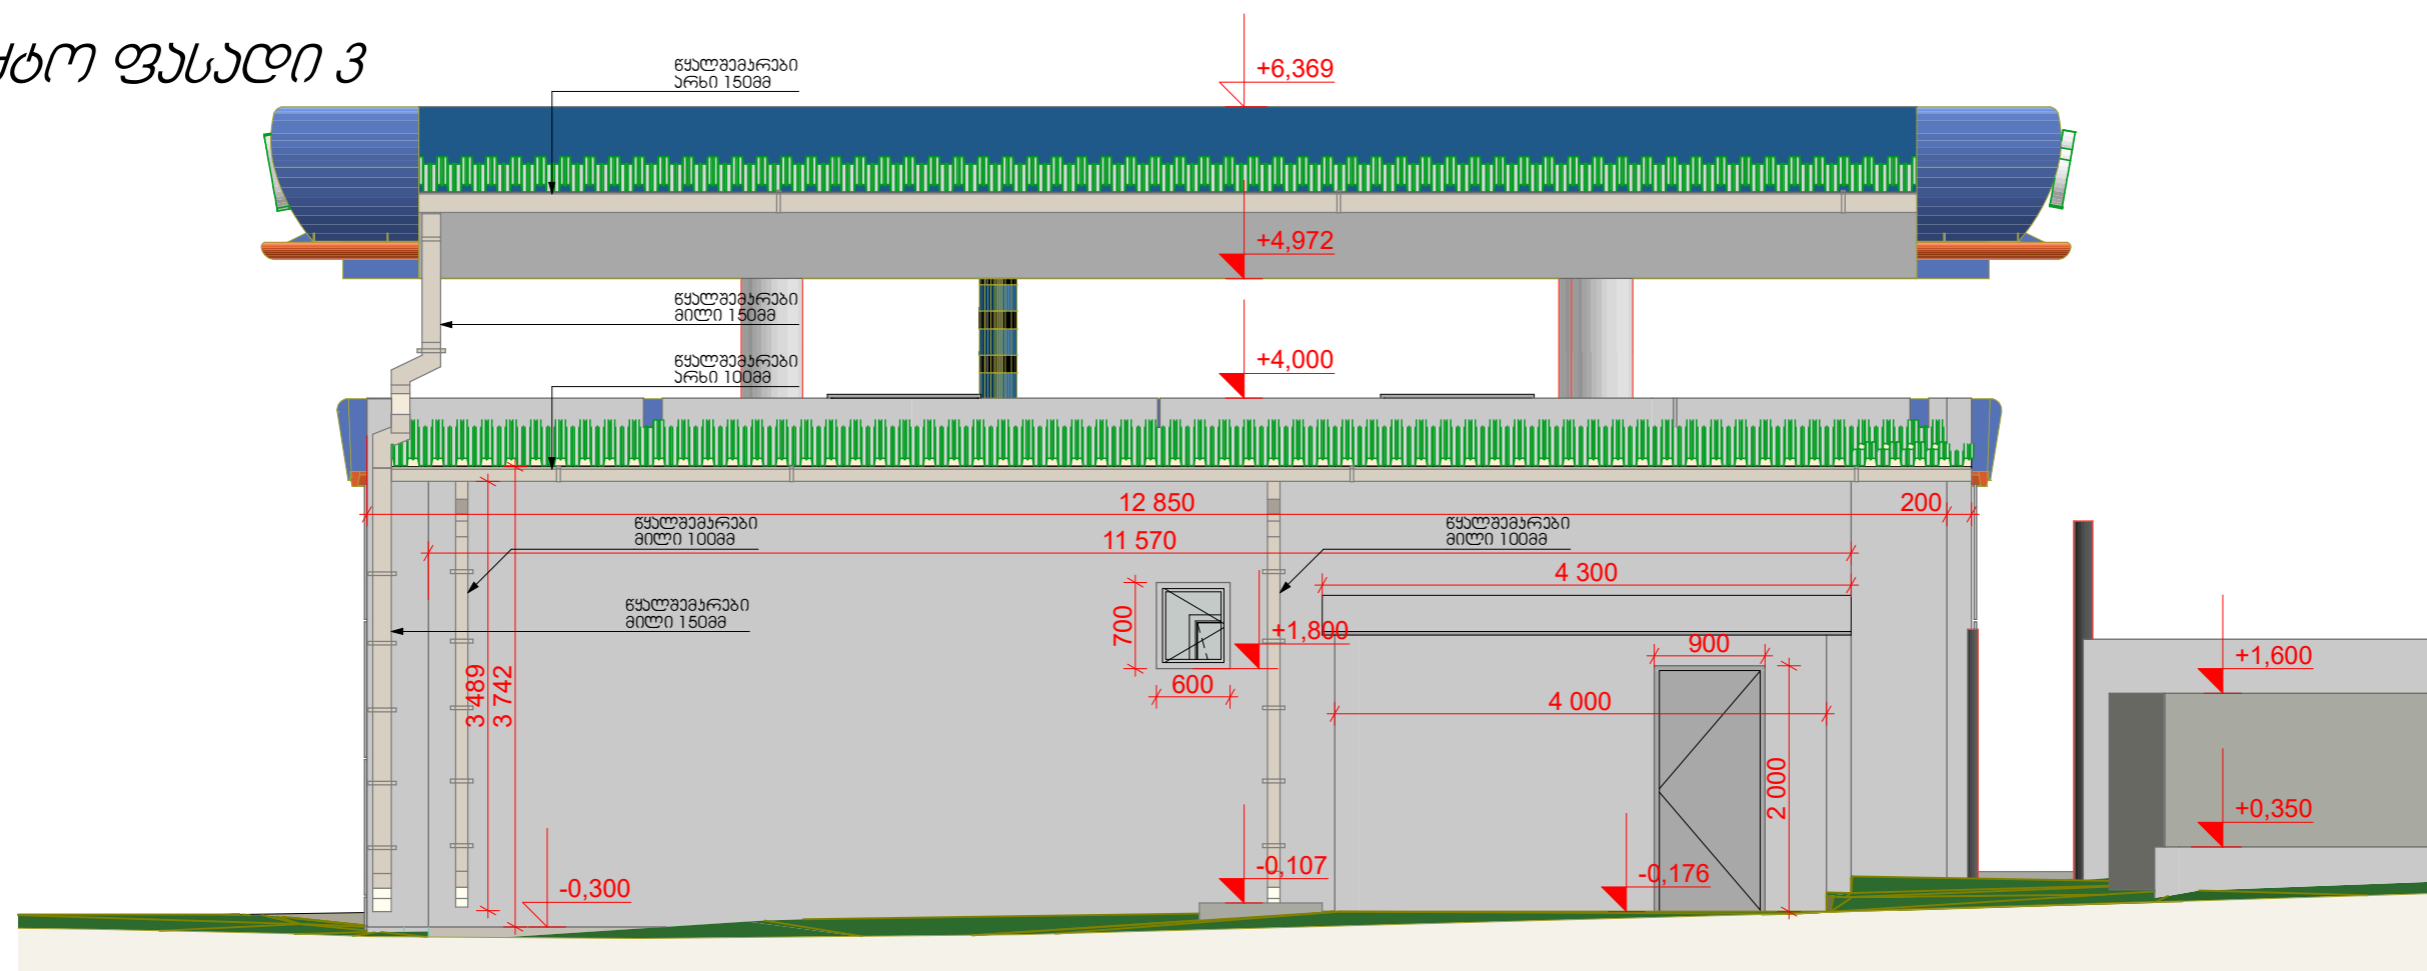 ფასადი 3
წყალშემკრები
არხი 150მმ
+6,369
+4,972
წყალშემკრები
მილი 150მმ
წყალშემკრები
არხი 100მმ
+4,000
12 850
200
წყალშემკრები
მილი 100მმ
წყალშემკრები
მილი 100მმ
11 570
4 300
700
წყალშემკრები
მილი 150მმ
+1,800
900
600
3 489
3 742
4 000
2 000
+1,600
+0,350
-0,300
-0,107
-0,176